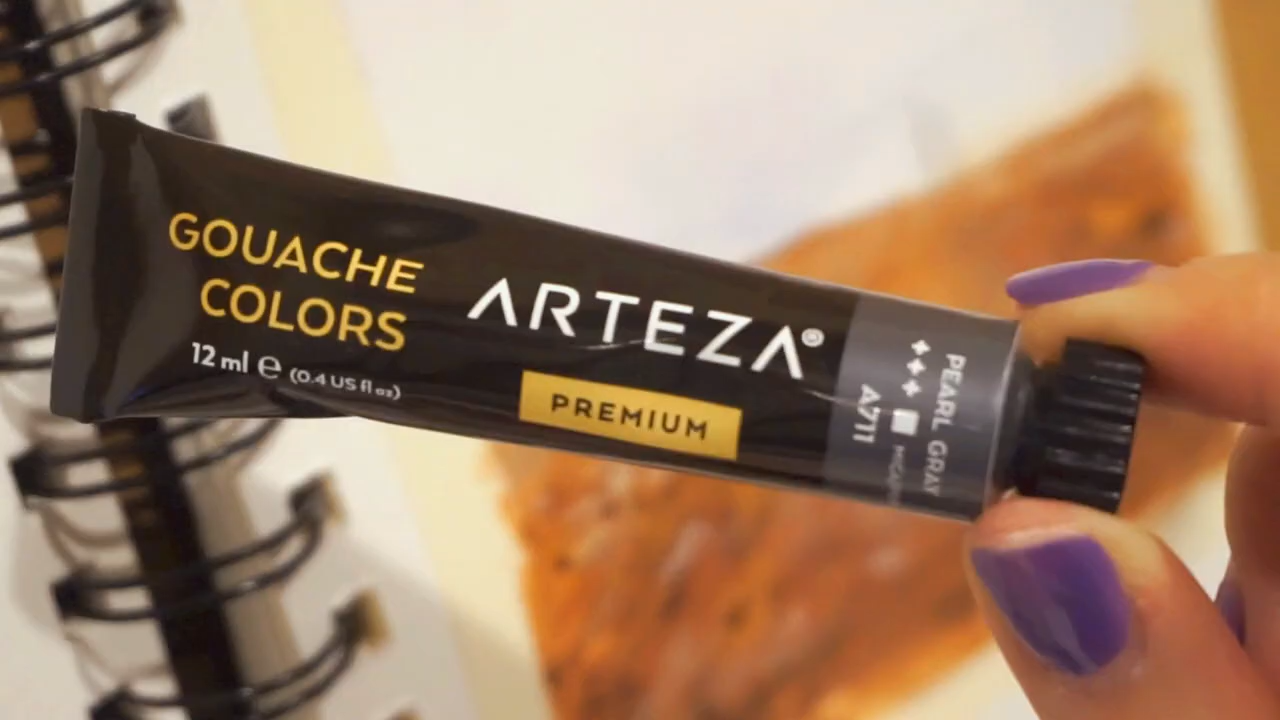 GOUACHE
COLORS
12 ml ℮ (0.4 US fl oz)
ARTEZA®
PREMIUM
PEARL GRAY
A711